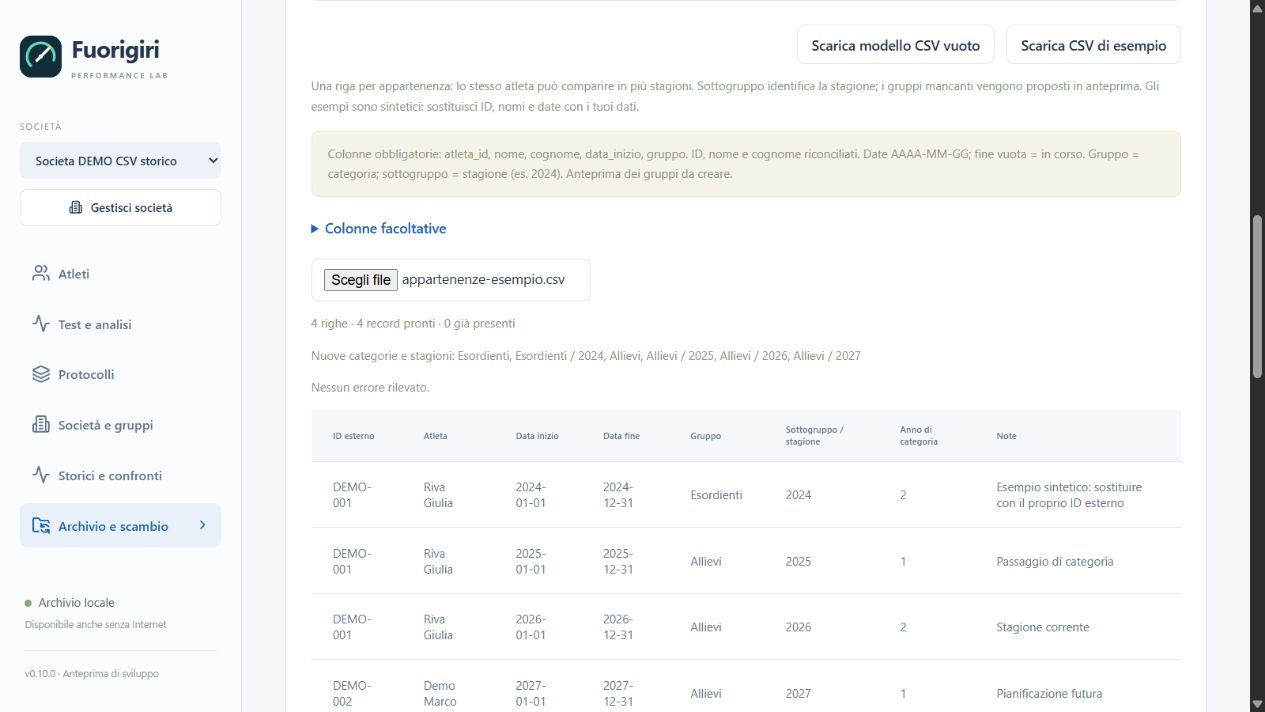 Fuorigiri
PERFORMANCE LAB
SOCIETÀ
Societa DEMO CSV storico
Gestisci società
Atleti
Test e analisi
Protocolli
Società e gruppi
Storici e confronti
Archivio e scambio
Archivio locale
Disponibile anche senza Internet
v0.10.0 · Anteprima di sviluppo
Scarica modello CSV vuoto
Scarica CSV di esempio
Una riga per appartenenza: lo stesso atleta può comparire in più stagioni. Sottogruppo identifica la stagione; i gruppi mancanti vengono proposti in anteprima. Gli
esempi sono sintetici: sostituisci ID, nomi e date con i tuoi dati.
Colonne obbligatorie: atleta_id, nome, cognome, data_inizio, gruppo. ID, nome e cognome riconciliati. Date AAAA-MM-GG; fine vuota = in corso. Gruppo =
categoria; sottogruppo = stagione (es. 2024). Anteprima dei gruppi da creare.
Colonne facoltative
Scegli file appartenenze-esempio.csv
4 righe · 4 record pronti · 0 già presenti
Nuove categorie e stagioni: Esordienti, Esordienti / 2024, Allievi, Allievi / 2025, Allievi / 2026, Allievi / 2027
Nessun errore rilevato.
ID esterno Atleta Data inizio Data fine Gruppo Sottogruppo / stagione Anno di categoria Note
DEMO-001 Riva Giulia 2024-01-01 2024-12-31 Esordienti 2024 2 Esempio sintetico: sostituire con il proprio ID esterno
DEMO-001 Riva Giulia 2025-01-01 2025-12-31 Allievi 2025 1 Passaggio di categoria
DEMO-001 Riva Giulia 2026-01-01 2026-12-31 Allievi 2026 2 Stagione corrente
DEMO-002 Demo Marco 2027-01-01 2027-12-31 Allievi 2027 1 Pianificazione futura